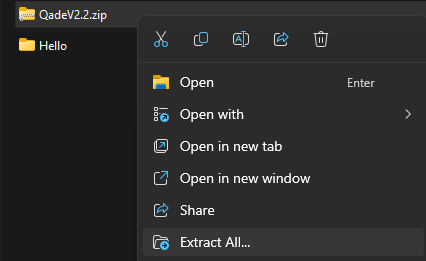 QadeV2.2.zip
Hello
Open Enter
Open with
Open in new tab
Open in new window
Share
Extract All...